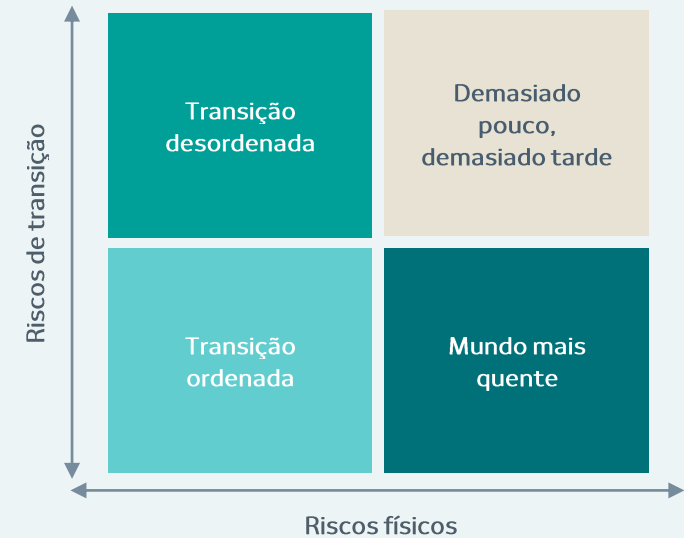 Riscos de transição
Transição
desordenada
Demasiado
pouco,
demasiado tarde
Transição
ordenada
Mundo mais
quente
Riscos físicos